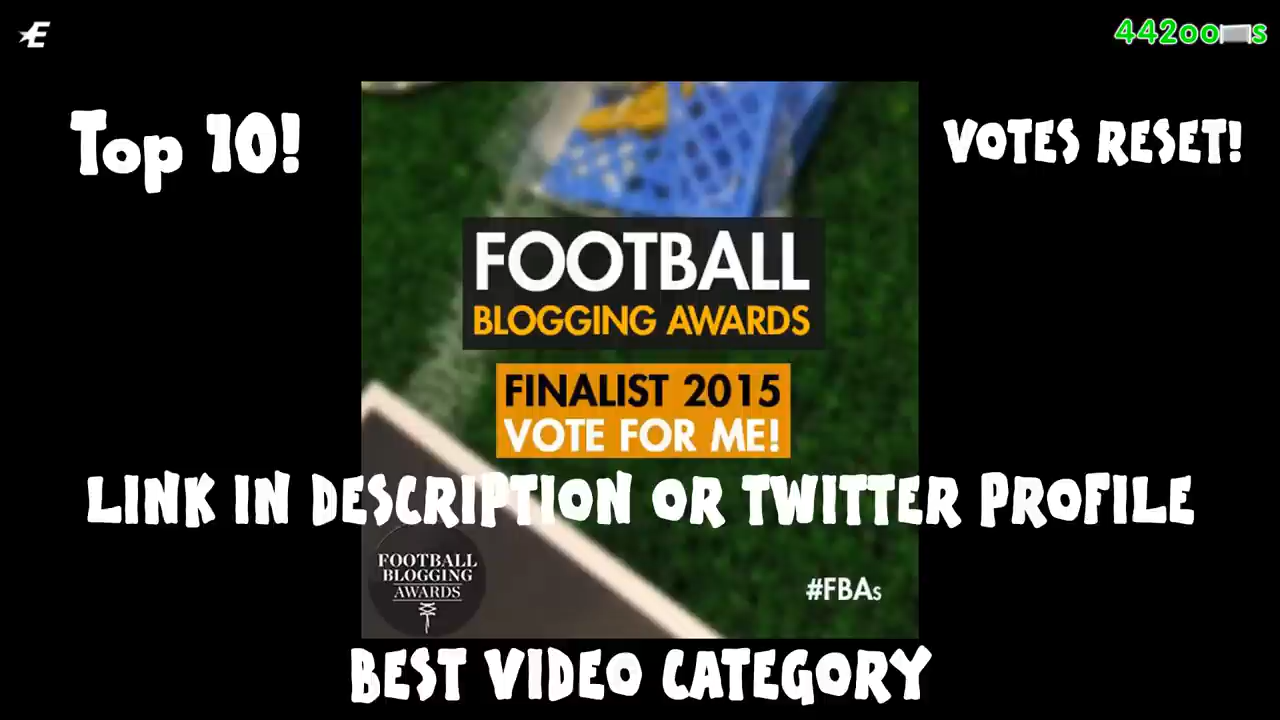 E
442oo s
Top 10!
VOTES RESET!
FOOTBALL
BLOGGING AWARDS
FINALIST 2015
VOTE FOR ME!
LINK IN DESCRIPTION OR TWITTER PROFILE
FOOTBALL
BLOGGING
AWARDS
#FBAs
BEST VIDEO CATEGORY